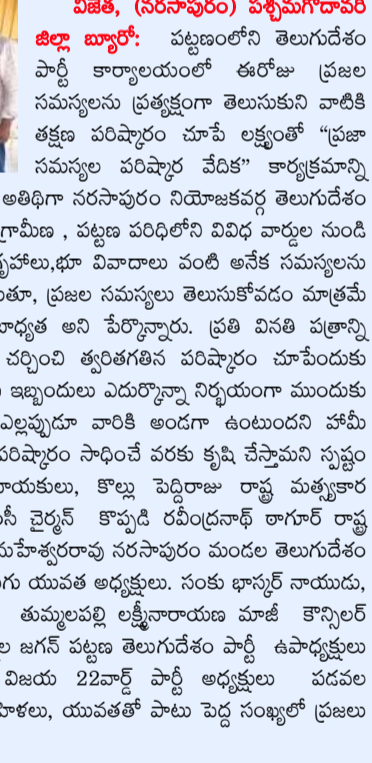 విజేత, (నరసాపురం) పశ్చిమగోదావరి
జిల్లా బ్యూరో: పట్టణంలోని తెలుగుదేశం
పార్టీ కార్యాలయంలో ఈరోజు ప్రజల
సమస్యలను ప్రత్యక్షంగా తెలుసుకుని వాటికి
తక్షణ పరిష్కారం చూపే లక్ష్యంతో “ప్రజా
సమస్యల పరిష్కార వేదిక” కార్యక్రమాన్ని
అతిథిగా నరసాపురం నియోజకవర్గ తెలుగుదేశం
గ్రామీణ , పట్టణ పరిధిలోని వివిధ వార్డుల నుండి
గృహాలు,భూ వివాదాలు వంటి అనేక సమస్యలను
తూ, ప్రజల సమస్యలు తెలుసుకోవడం మాత్రమే
బాధ్యత అని పేర్కొన్నారు. ప్రతి వినతి పత్రాన్ని
చర్చించి త్వరితగతిన పరిష్కారం చూపేందుకు
ఇబ్బందులు ఎదుర్కొన్నా నిర్భయంగా ముందుకు
ఎల్లప్పుడూ వారికి అండగా ఉంటుందని హామీ
పరిష్కారం సాధించే వరకు కృషి చేస్తామని స్పష్టం
నాయకులు, కొల్లు పెద్దిరాజు రాష్ట్ర మత్స్యకార
సీ చైర్మన్ కొప్పడి రవీంద్రనాథ్ ఠాగూర్ రాష్ట్ర
మహేశ్వరరావు నరసాపురం మండల తెలుగుదేశం
గు యువత అధ్యక్షులు. సంకు భాస్కర్ నాయుడు,
తుమ్మలపల్లి లక్ష్మీనారాయణ మాజీ కౌన్సిలర్
ల జగన్ పట్టణ తెలుగుదేశం పార్టీ ఉపాధ్యక్షులు
విజయ 22వార్డ్ పార్టీ అధ్యక్షులు పడవల
హిళలు, యువతతో పాటు పెద్ద సంఖ్యలో ప్రజలు